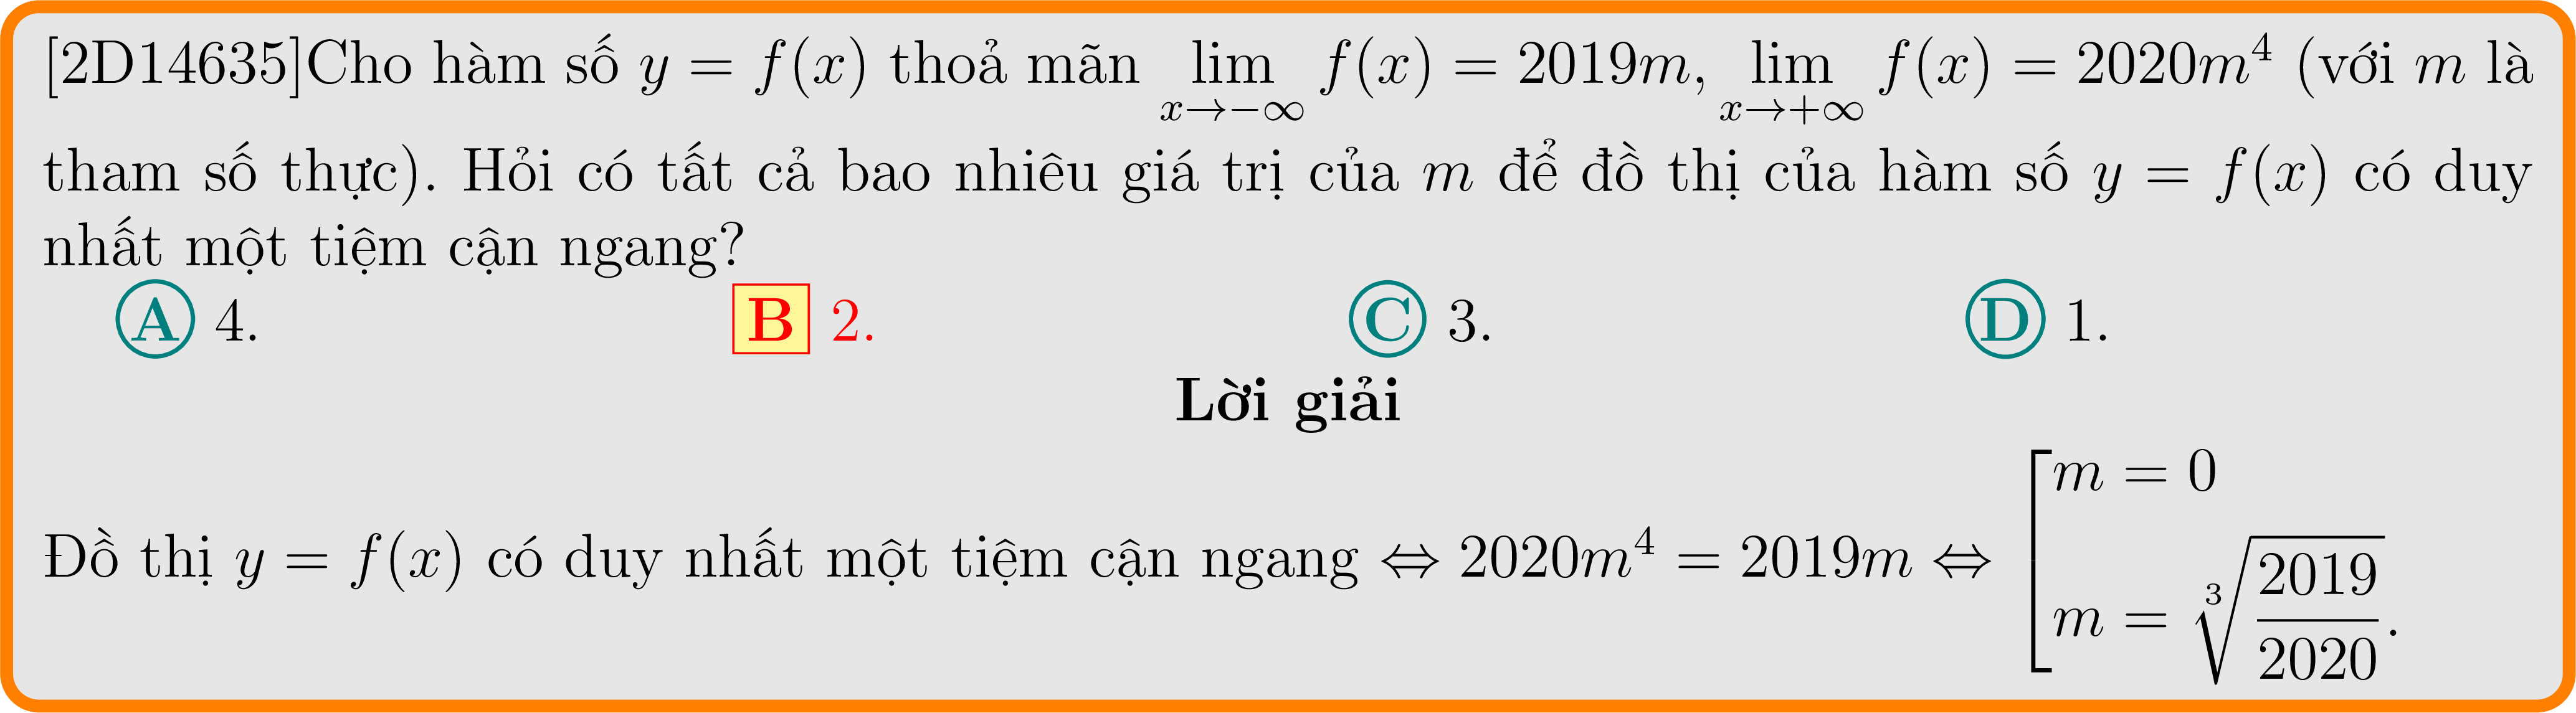 [2D14635]Cho hàm số $y = f(x)$ thoả mãn $\lim\limits_{x \to -\infty} f(x) = 2019m$, $\lim\limits_{x \to +\infty} f(x) = 2020m^4$ (với $m$ là
tham số thực). Hỏi có tất cả bao nhiêu giá trị của $m$ để đồ thị của hàm số $y = f(x)$ có duy
nhất một tiệm cận ngang?
A 4. B 2. C 3. D 1.
Lời giải
Đồ thị $y = f(x)$ có duy nhất một tiệm cận ngang $\Leftrightarrow 2020m^4 = 2019m \Leftrightarrow \left[\begin{array}{l} m = 0 \\ m = \sqrt[3]{\dfrac{2019}{2020}}. \end{array}\right.$